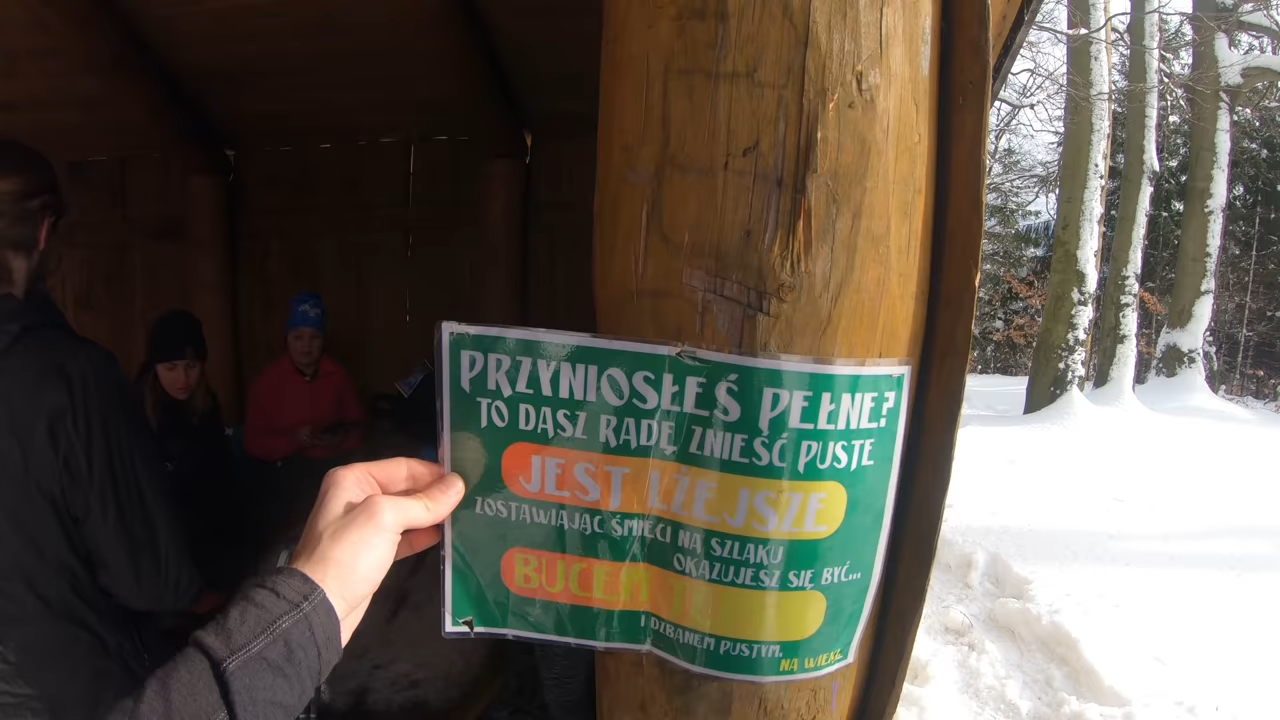 PRZYNIOSŁEŚ PEŁNE?
TO DASZ RADĘ ZNIEŚĆ PUSTE
JEST LŻEJSZE
ZOSTAWIAJĄC ŚMIECI NA SZLAKU
OKAZUJESZ SIĘ BYĆ...
BUCEM
I DZBANEM PUSTYM.
NA WIEKI